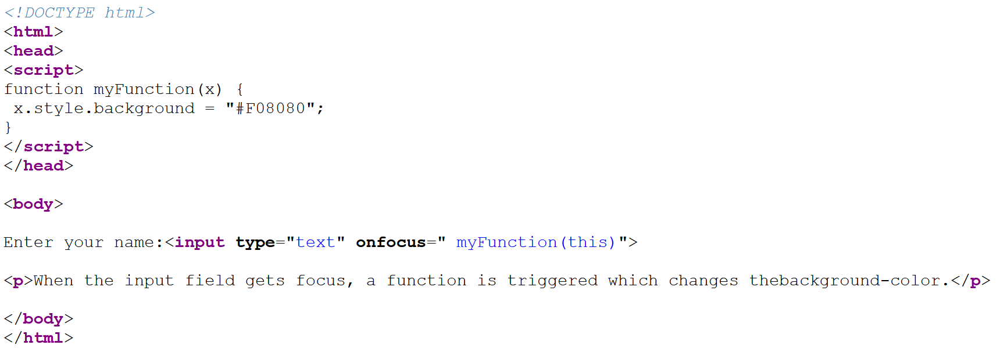 <!DOCTYPE html>
<html>
<head>
<script>
function myFunction(x) {
 x.style.background = "#F08080";
}
</script>
</head>

<body>

Enter your name:<input type="text" onfocus=" myFunction(this)">

<p>When the input field gets focus, a function is triggered which changes thebackground-color.</p>

</body>
</html>